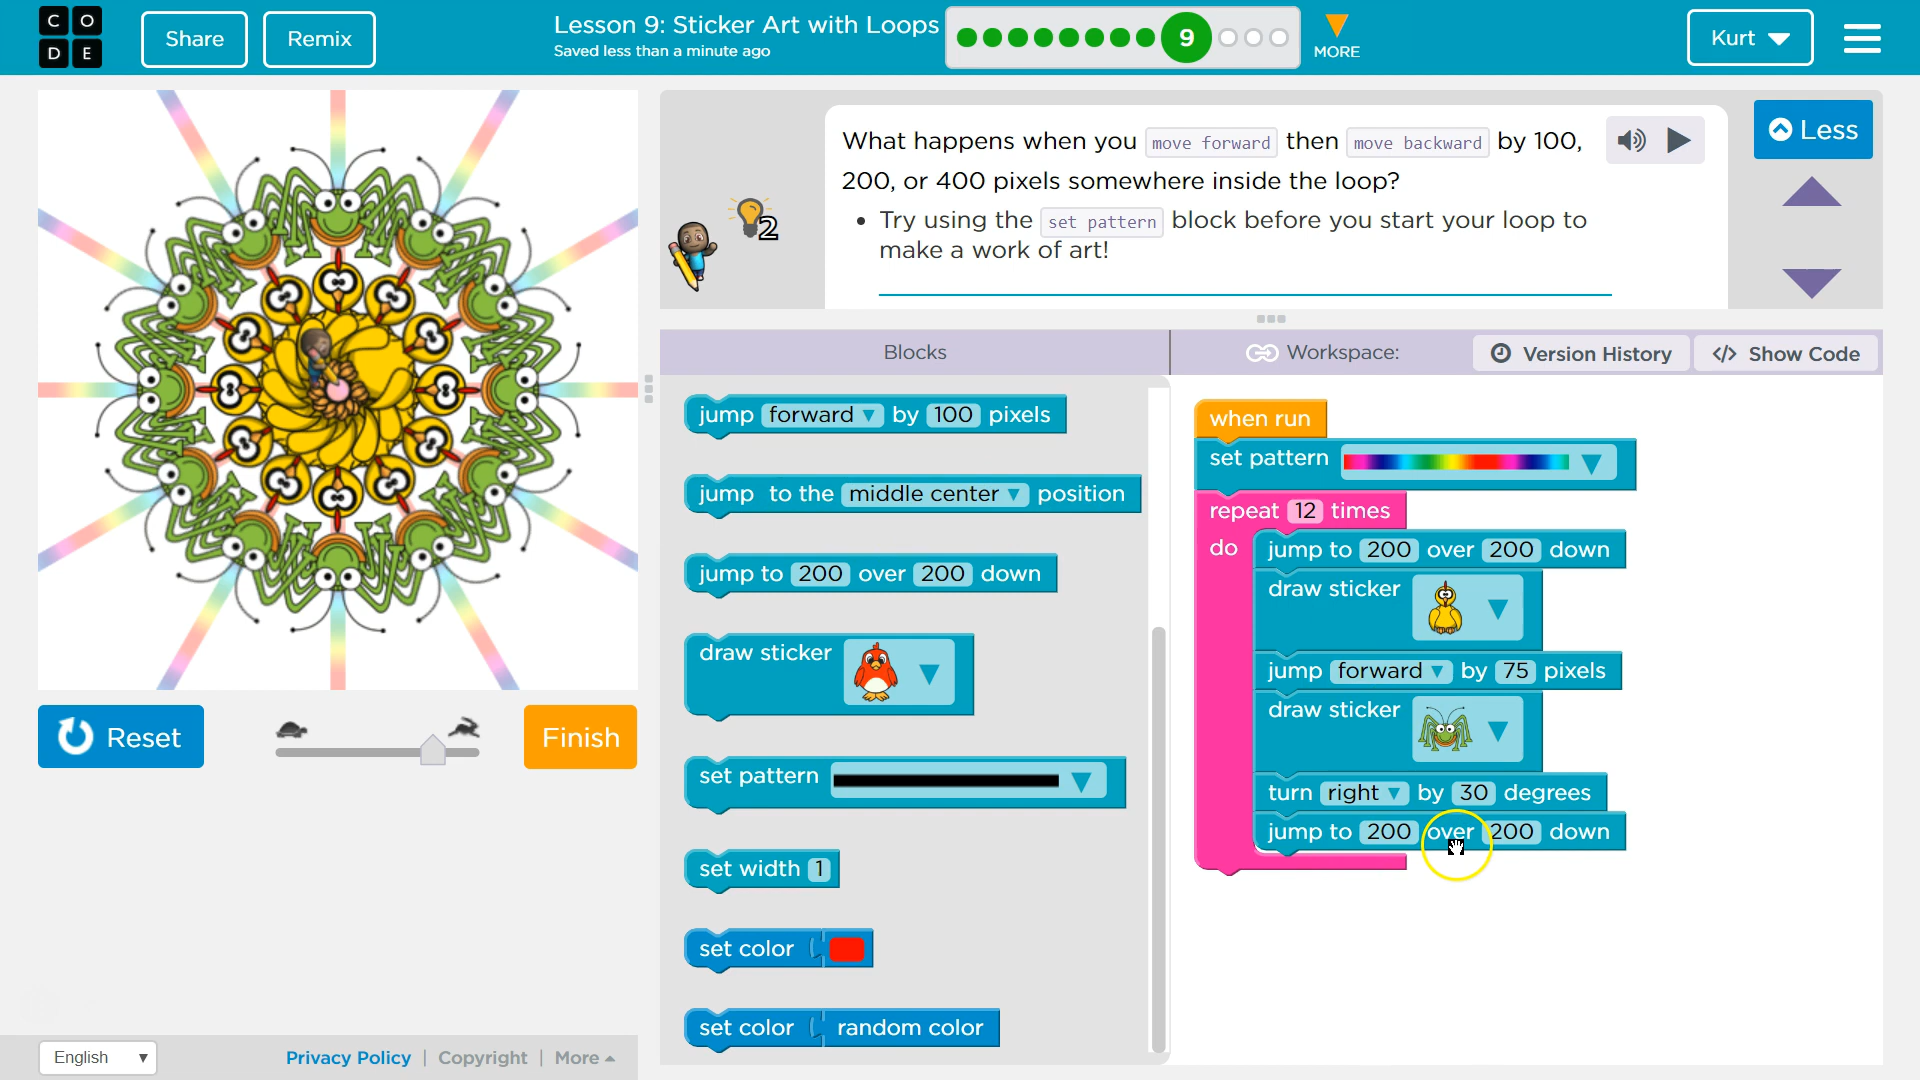 CODE
Share
Remix
Lesson 9: Sticker Art with Loops
Saved less than a minute ago
9
MORE
Kurt
What happens when you move forward then move backward by 100,
200, or 400 pixels somewhere inside the loop?
• Try using the set pattern block before you start your loop to
make a work of art!
2
Less
Blocks
Workspace:
Version History
</> Show Code
jump forward by 100 pixels
jump to the middle center position
jump to 200 over 200 down
draw sticker
set pattern
set width 1
set color
set color random color
when run
set pattern
repeat 12 times
do
jump to 200 over 200 down
draw sticker
jump forward by 75 pixels
draw sticker
turn right by 30 degrees
jump to 200 over 200 down
Reset
Finish
English
Privacy Policy | Copyright | More